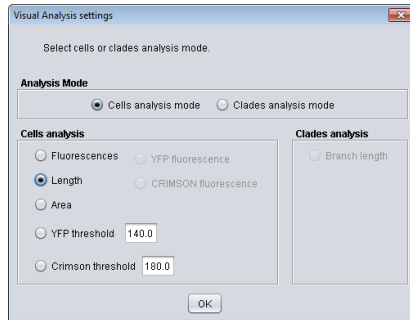 Visual Analysis settings
Select cells or clades analysis mode.
Analysis Mode
Cells analysis mode Clades analysis mode
Cells analysis
Fluorescences YFP fluorescence
Length CRIMSON fluorescence
Area
YFP threshold 140.0
Crimson threshold 180.0
Clades analysis
Branch length
OK